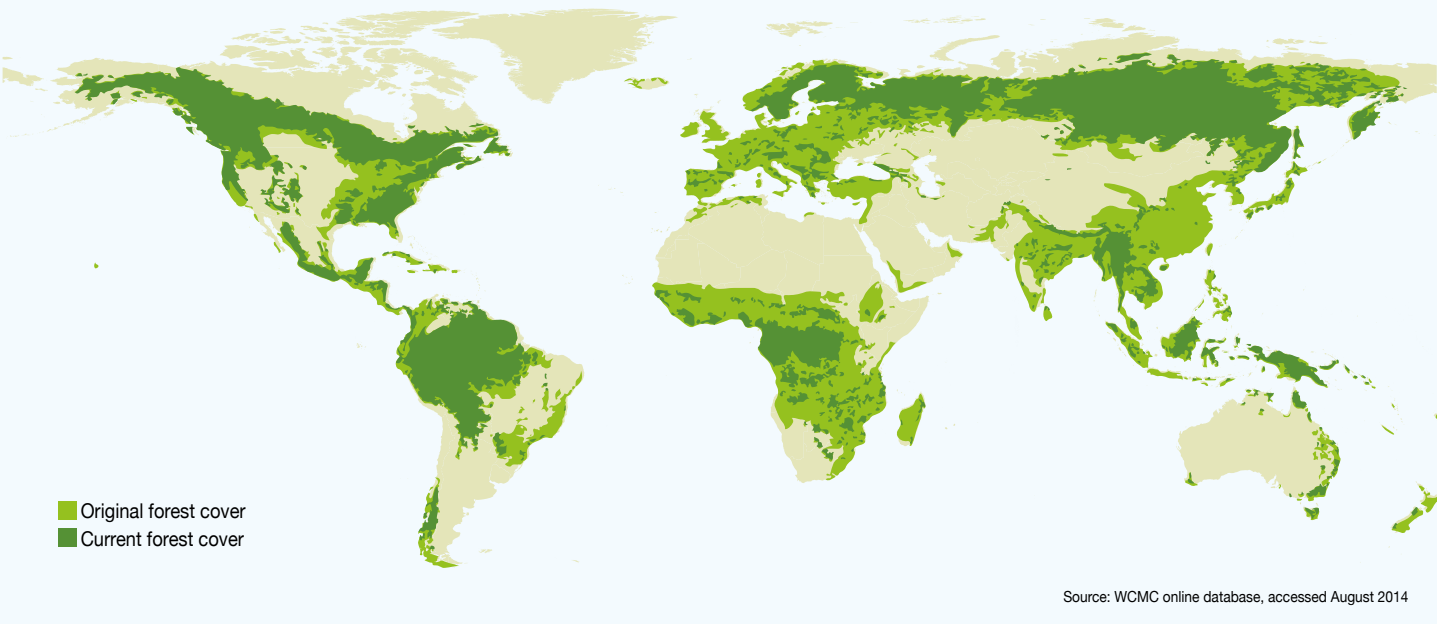 Original forest cover
Current forest cover
Source: WCMC online database, accessed August 2014